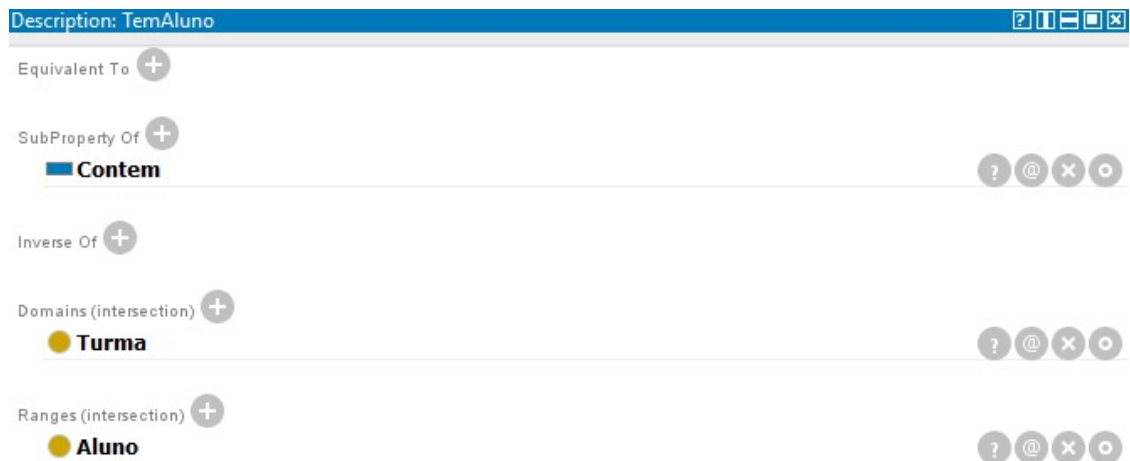 Description: TemAluno
Equivalent To
SubProperty Of
Contem
Inverse Of
Domains (intersection)
Turma
Ranges (intersection)
Aluno